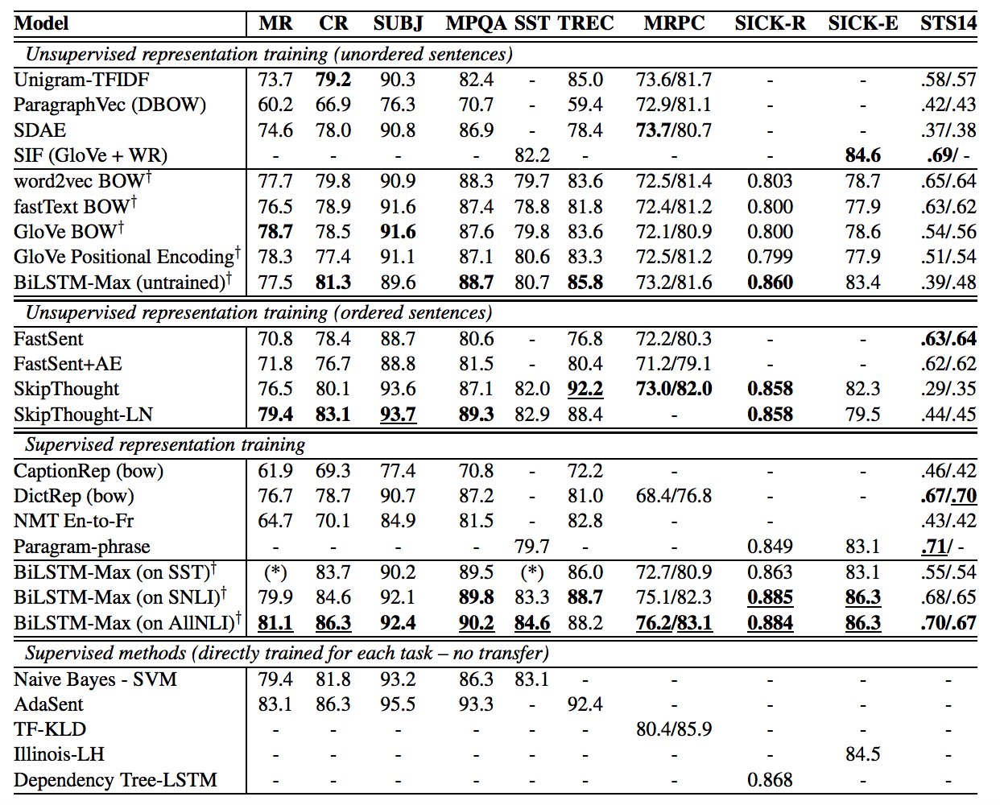 Model MR CR SUBJ MPQA SST TREC MRPC SICK-R SICK-E STS14
Unsupervised representation training (unordered sentences)
Unigram-TFIDF 73.7 79.2 90.3 82.4 - 85.0 73.6/81.7 - - .58/.57
ParagraphVec (DBOW) 60.2 66.9 76.3 70.7 - 59.4 72.9/81.1 - - .42/.43
SDAE 74.6 78.0 90.8 86.9 - 78.4 73.7/80.7 - - .37/.38
SIF (GloVe + WR) - - - - 82.2 - - - 84.6 .69/ -
word2vec BOW† 77.7 79.8 90.9 88.3 79.7 83.6 72.5/81.4 0.803 78.7 .65/.64
fastText BOW† 76.5 78.9 91.6 87.4 78.8 81.8 72.4/81.2 0.800 77.9 .63/.62
GloVe BOW† 78.7 78.5 91.6 87.6 79.8 83.6 72.1/80.9 0.800 78.6 .54/.56
GloVe Positional Encoding† 78.3 77.4 91.1 87.1 80.6 83.3 72.5/81.2 0.799 77.9 .51/.54
BiLSTM-Max (untrained)† 77.5 81.3 89.6 88.7 80.7 85.8 73.2/81.6 0.860 83.4 .39/.48
Unsupervised representation training (ordered sentences)
FastSent 70.8 78.4 88.7 80.6 - 76.8 72.2/80.3 - - .63/.64
FastSent+AE 71.8 76.7 88.8 81.5 - 80.4 71.2/79.1 - - .62/.62
SkipThought 76.5 80.1 93.6 87.1 82.0 92.2 73.0/82.0 0.858 82.3 .29/.35
SkipThought-LN 79.4 83.1 93.7 89.3 82.9 88.4 - 0.858 79.5 .44/.45
Supervised representation training
CaptionRep (bow) 61.9 69.3 77.4 70.8 - 72.2 - - - .46/.42
DictRep (bow) 76.7 78.7 90.7 87.2 - 81.0 68.4/76.8 - - .67/.70
NMT En-to-Fr 64.7 70.1 84.9 81.5 - 82.8 - - .43/.42
Paragram-phrase - - - - 79.7 - - 0.849 83.1 .71/ -
BiLSTM-Max (on SST)† (*) 83.7 90.2 89.5 (*) 86.0 72.7/80.9 0.863 83.1 .55/.54
BiLSTM-Max (on SNLI)† 79.9 84.6 92.1 89.8 83.3 88.7 75.1/82.3 0.885 86.3 .68/.65
BiLSTM-Max (on AllNLI)† 81.1 86.3 92.4 90.2 84.6 88.2 76.2/83.1 0.884 86.3 .70/.67
Supervised methods (directly trained for each task – no transfer)
Naive Bayes - SVM 79.4 81.8 93.2 86.3 83.1 - - - - -
AdaSent 83.1 86.3 95.5 93.3 - 92.4 - - - -
TF-KLD - - - - - - 80.4/85.9 - - -
Illinois-LH - - - - - - - - 84.5 -
Dependency Tree-LSTM - - - - - - - 0.868 - -